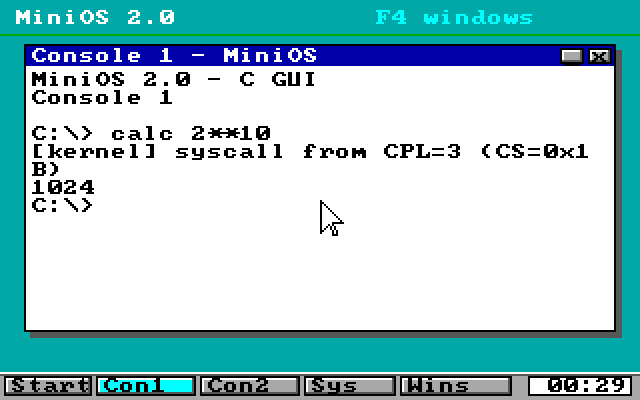 MiniOS 2.0 F4 windows
Console 1 - MiniOS
MiniOS 2.0 - C GUI
Console 1
C:\> calc 2**10
[kernel] syscall from CPL=3 (CS=0x1
B)
1024
C:\>
Start Con1 Con2 Sys Wins 00:29